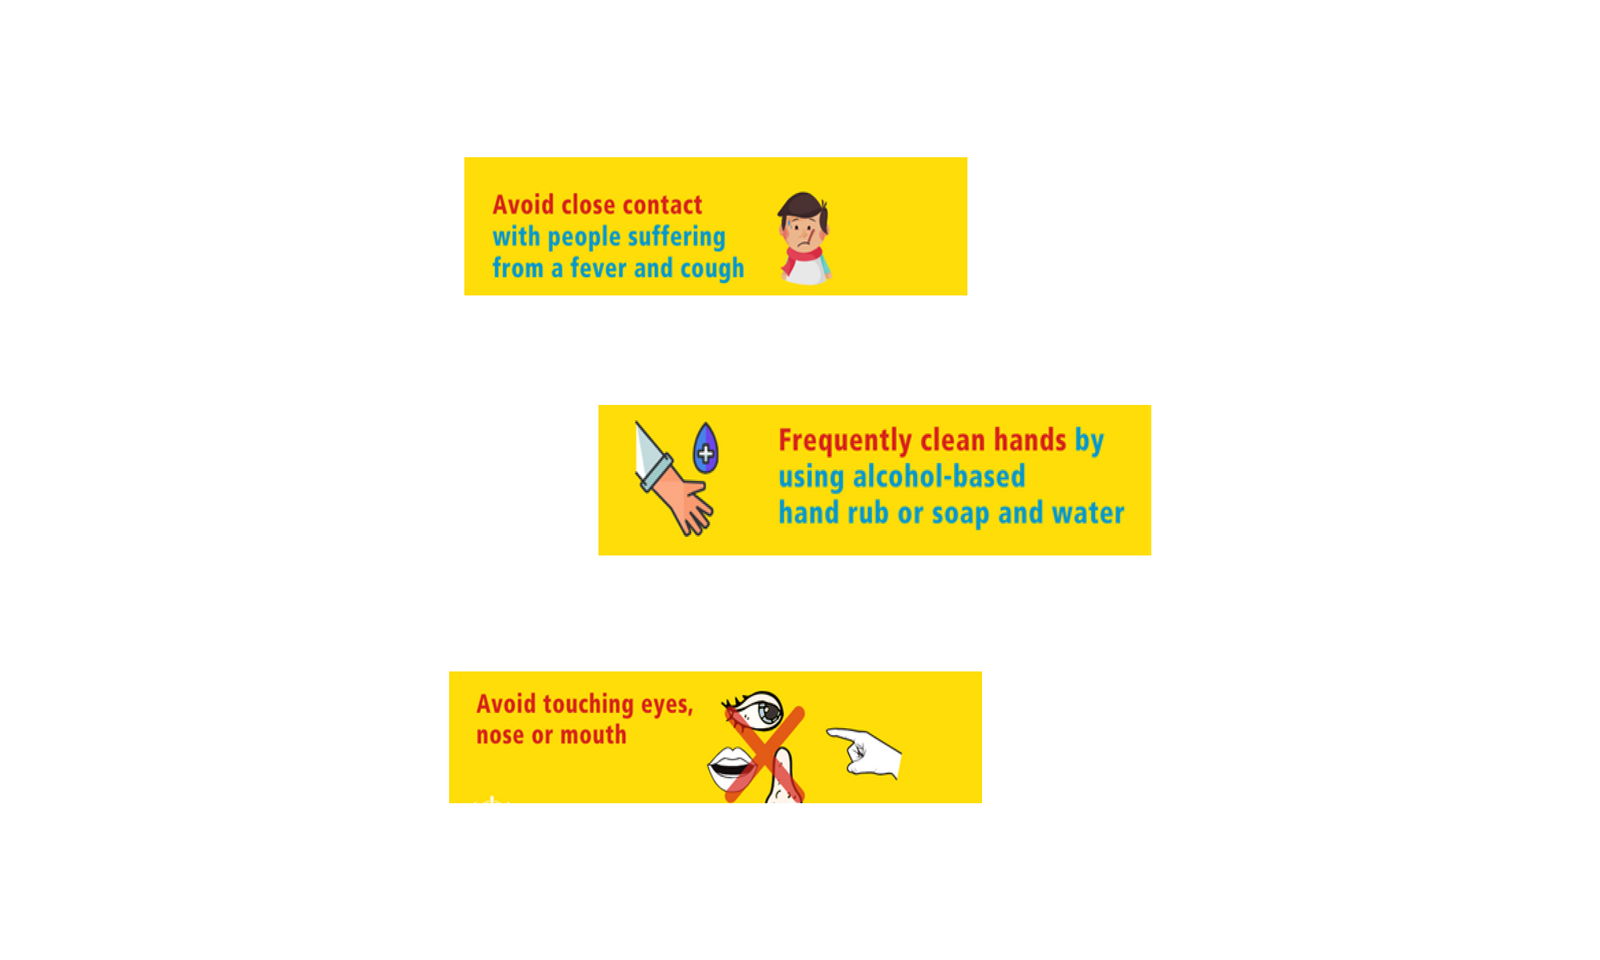 Avoid close contact
with people suffering
from a fever and cough
Frequently clean hands by
using alcohol-based
hand rub or soap and water
Avoid touching eyes,
nose or mouth